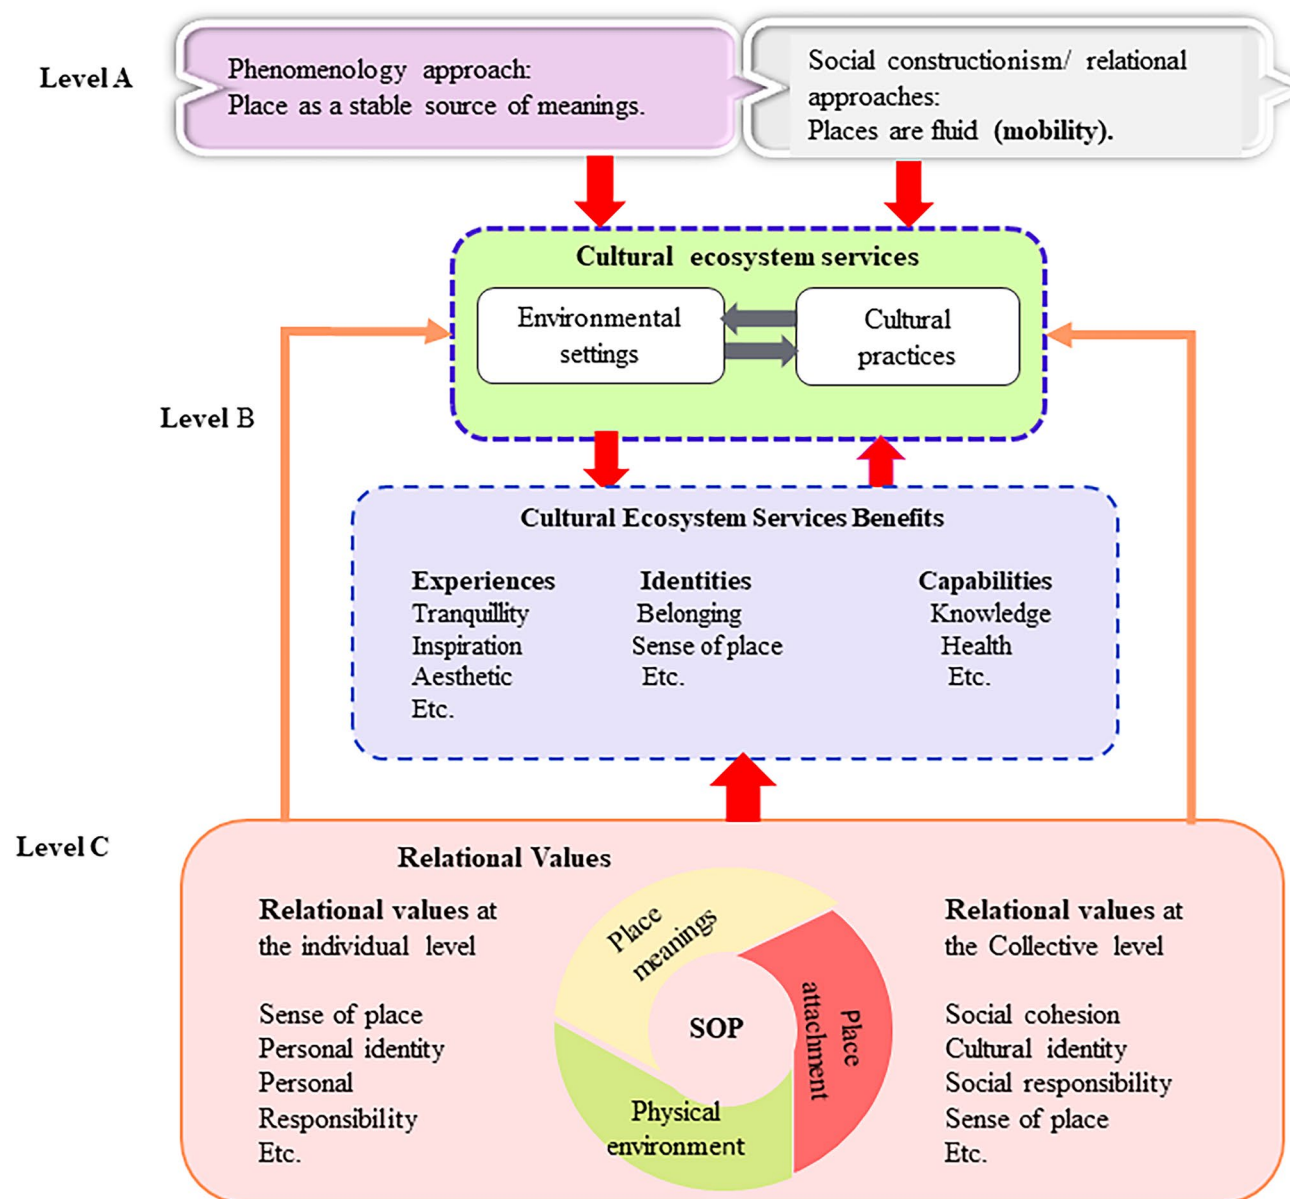 Level A
Phenomenology approach:
Place as a stable source of meanings.
Social constructionism/ relational
approaches:
Places are fluid (mobility).
Cultural ecosystem services
Environmental
settings
Cultural
practices
Level B
Cultural Ecosystem Services Benefits
Experiences
Tranquillity
Inspiration
Aesthetic
Etc.
Identities
Belonging
Sense of place
Etc.
Capabilities
Knowledge
Health
Etc.
Level C
Relational Values
Relational values at
the individual level
Sense of place
Personal identity
Personal
Responsibility
Etc.
Place
meanings
SOP
Place
attachment
Physical
environment
Relational values at
the Collective level
Social cohesion
Cultural identity
Social responsibility
Sense of place
Etc.